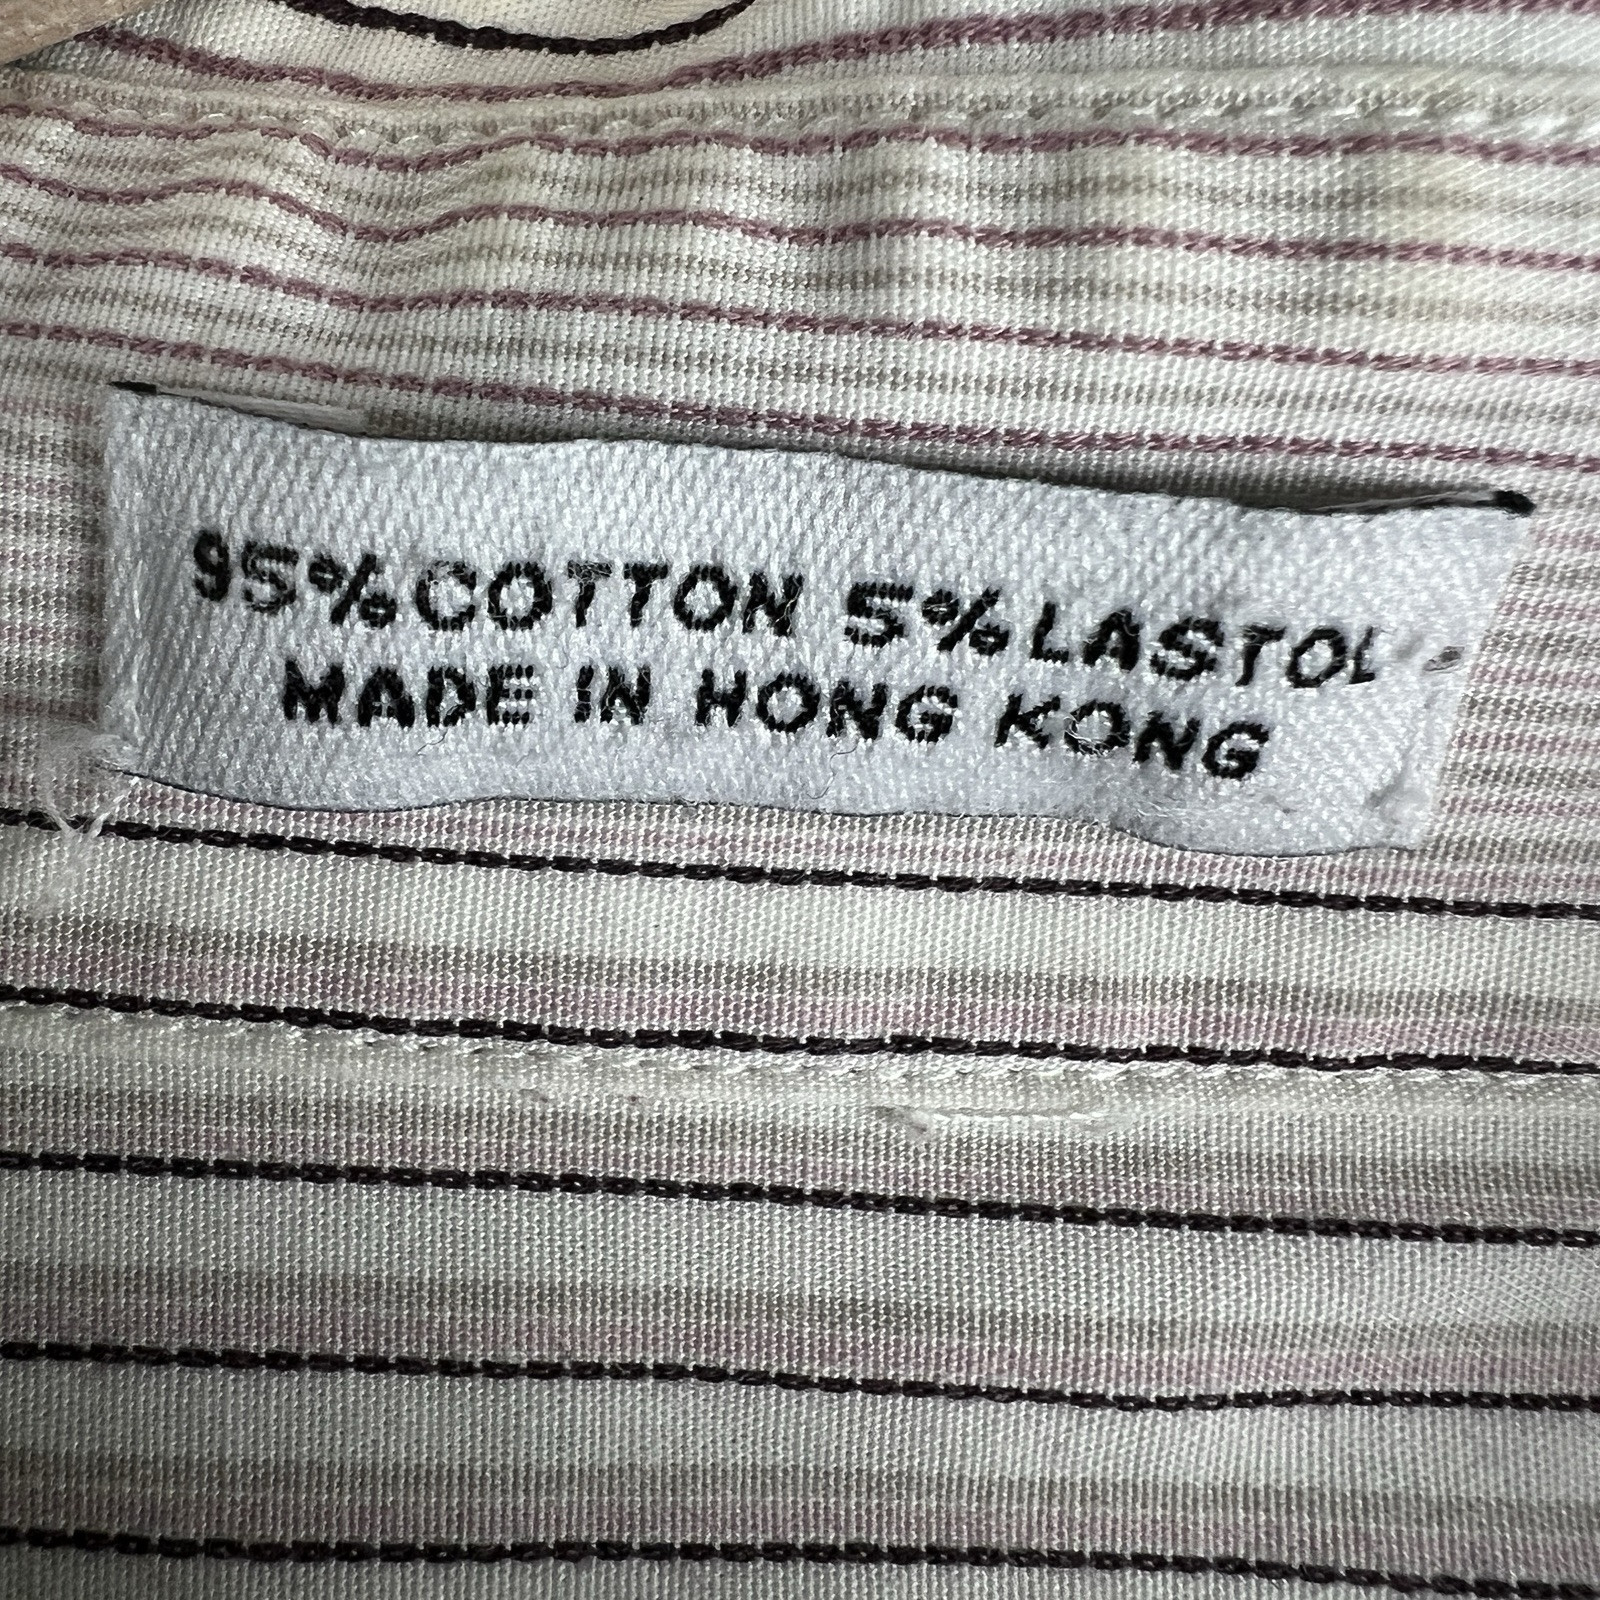 95% COTTON 5% LASTOL
MADE IN HONG KONG